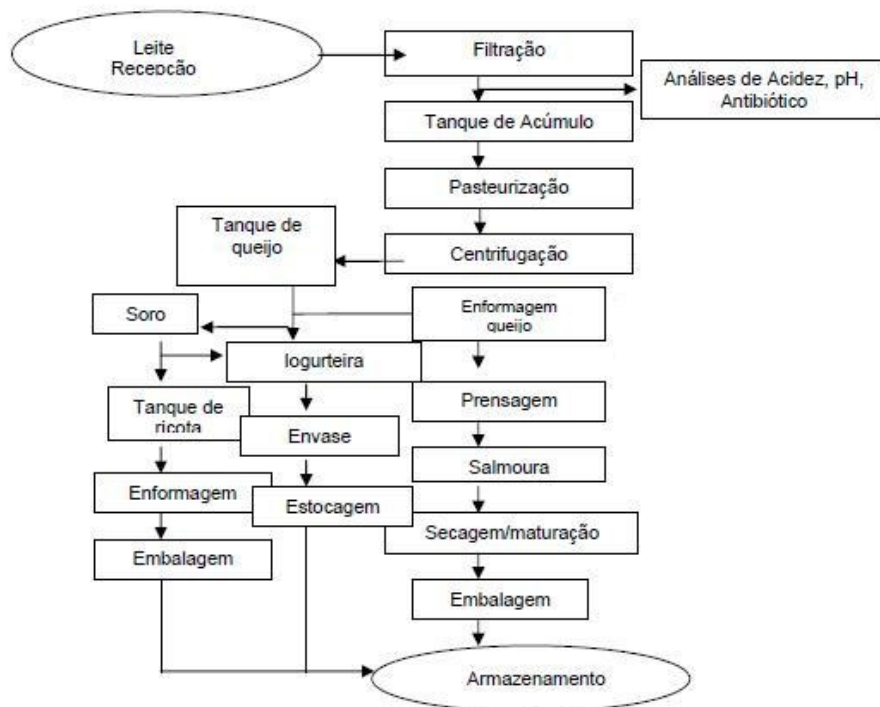 Leite
Recepção
Filtração
Análises de Acidez, pH,
Antibiótico
Tanque de Acúmulo
Pasteurização
Tanque de
queijo
Centrifugação
Soro
Enformagem
queijo
Iogurteira
Tanque de
ricota
Prensagem
Envase
Salmoura
Enformagem
Estocagem
Secagem/maturação
Embalagem
Embalagem
Armazenamento